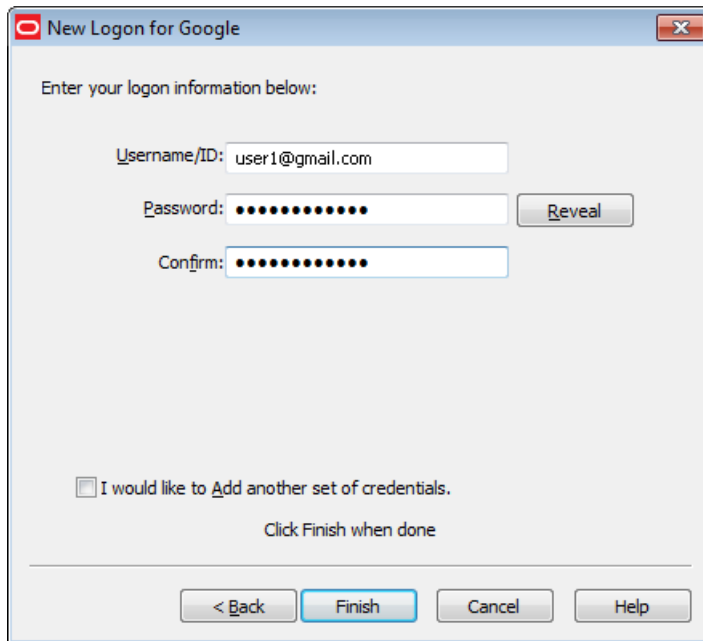 New Logon for Google
Enter your logon information below:
Username/ID: user1@gmail.com
Password: •••••••••••• Reveal
Confirm: ••••••••••••
I would like to Add another set of credentials.
Click Finish when done
< Back Finish Cancel Help